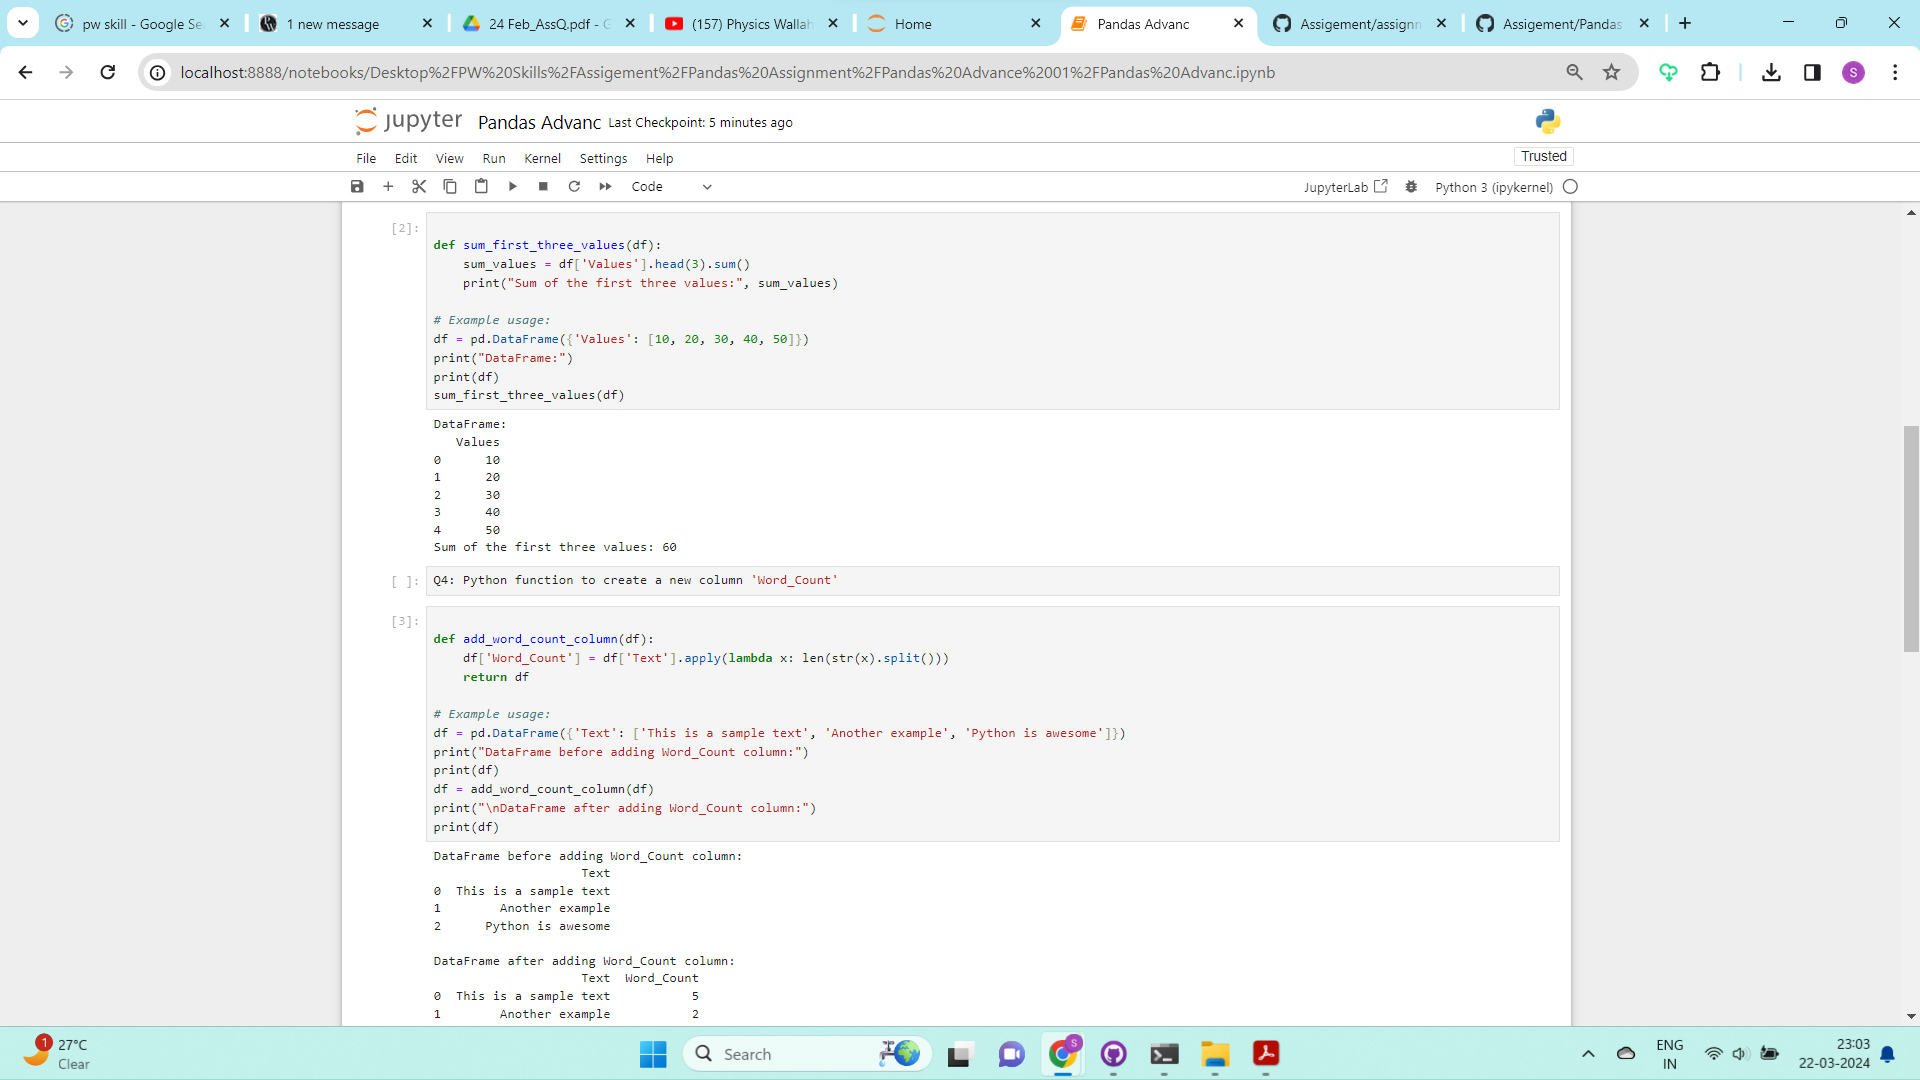 pw skill - Google Se
1 new message
24 Feb_AssQ.pdf - G
(157) Physics Wallah
Home
Pandas Advanc
Assigement/assignm
Assigement/Pandas
localhost:8888/notebooks/Desktop%2FPW%20Skills%2FAssigement%2FPandas%20Assignment%2FPandas%20Advance%2001%2FPandas%20Advanc.ipynb
S
jupyter Pandas Advanc Last Checkpoint: 5 minutes ago
File Edit View Run Kernel Settings Help
Trusted
Code
JupyterLab
Python 3 (ipykernel)
[2]:
def sum_first_three_values(df):
    sum_values = df['Values'].head(3).sum()
    print("Sum of the first three values:", sum_values)
# Example usage:
df = pd.DataFrame({'Values': [10, 20, 30, 40, 50]})
print("DataFrame:")
print(df)
sum_first_three_values(df)
DataFrame:
   Values
0      10
1      20
2      30
3      40
4      50
Sum of the first three values: 60
[ ]: Q4: Python function to create a new column 'Word_Count'
[3]:
def add_word_count_column(df):
    df['Word_Count'] = df['Text'].apply(lambda x: len(str(x).split()))
    return df
# Example usage:
df = pd.DataFrame({'Text': ['This is a sample text', 'Another example', 'Python is awesome']})
print("DataFrame before adding Word_Count column:")
print(df)
df = add_word_count_column(df)
print("\nDataFrame after adding Word_Count column:")
print(df)
DataFrame before adding Word_Count column:
                    Text
0  This is a sample text
1        Another example
2      Python is awesome
DataFrame after adding Word_Count column:
                    Text  Word_Count
0  This is a sample text           5
1        Another example           2
1
27°C
Clear
Search
S
ENG
IN
23:03
22-03-2024